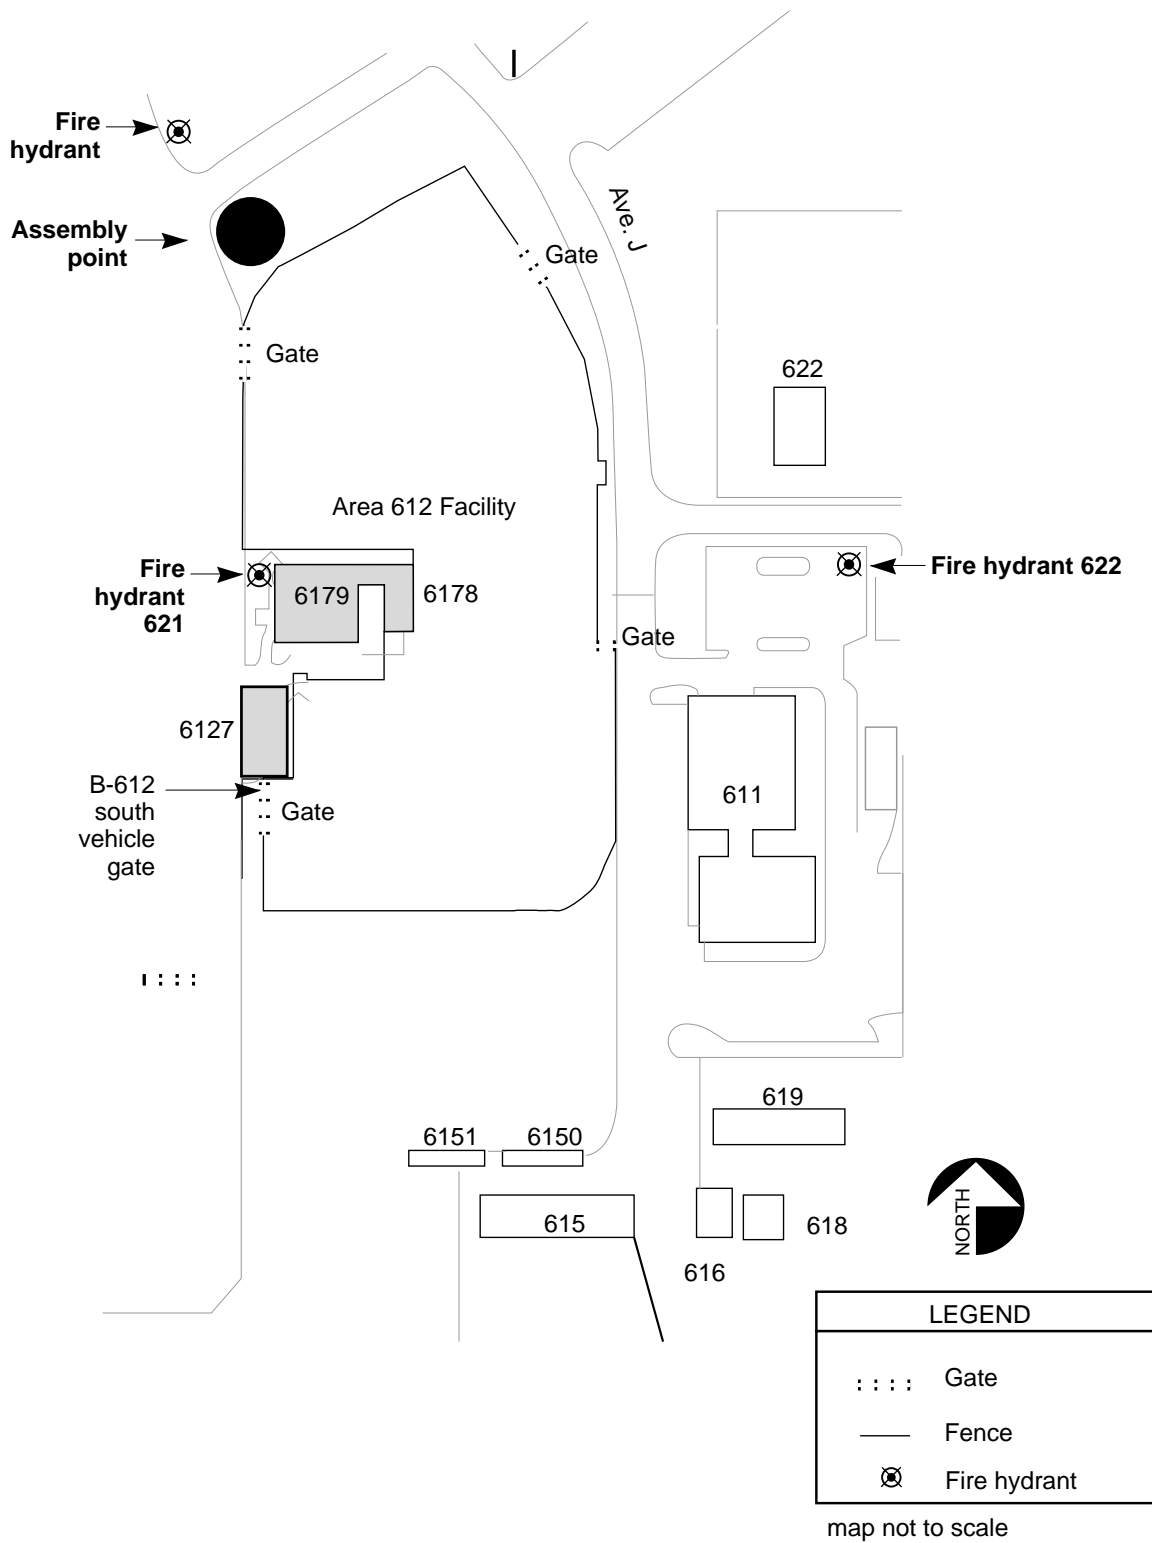 Fire
hydrant
Ave. J
Assembly
point
Gate
Gate
622
Area 612 Facility
Fire
hydrant
621
6179
6178
Fire hydrant 622
Gate
6127
B-612
south
vehicle
gate
Gate
611
619
6151
6150
615
616
618
NORTH
LEGEND
Gate
Fence
Fire hydrant
map not to scale